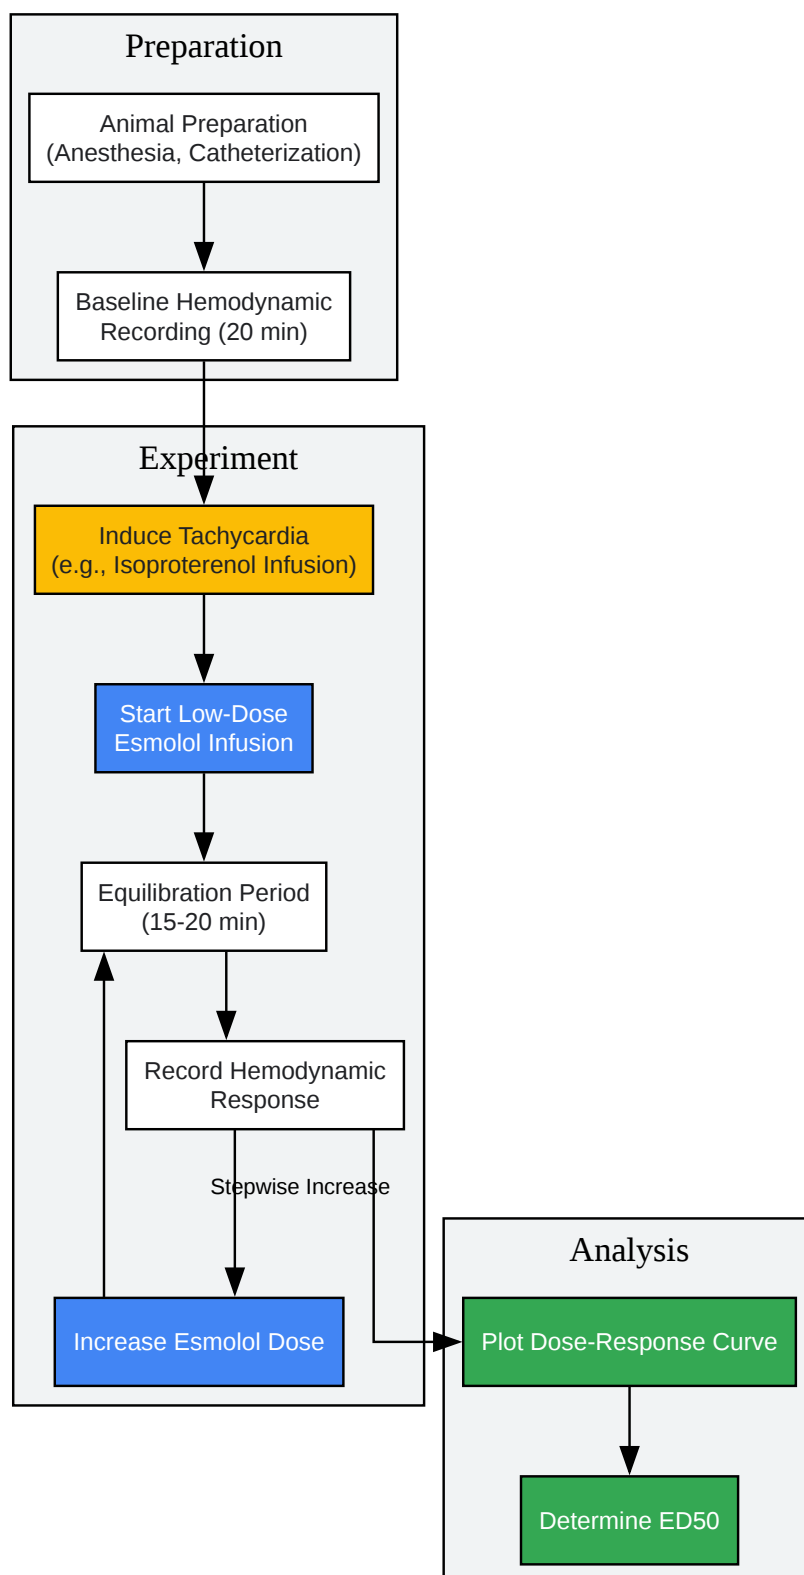 Preparation
Animal Preparation
(Anesthesia, Catheterization)
Baseline Hemodynamic
Recording (20 min)
Experiment
Induce Tachycardia
(e.g., Isoproterenol Infusion)
Start Low-Dose
Esmolol Infusion
Equilibration Period
(15-20 min)
Record Hemodynamic
Response
Stepwise Increase
Increase Esmolol Dose
Analysis
Plot Dose-Response Curve
Determine ED50